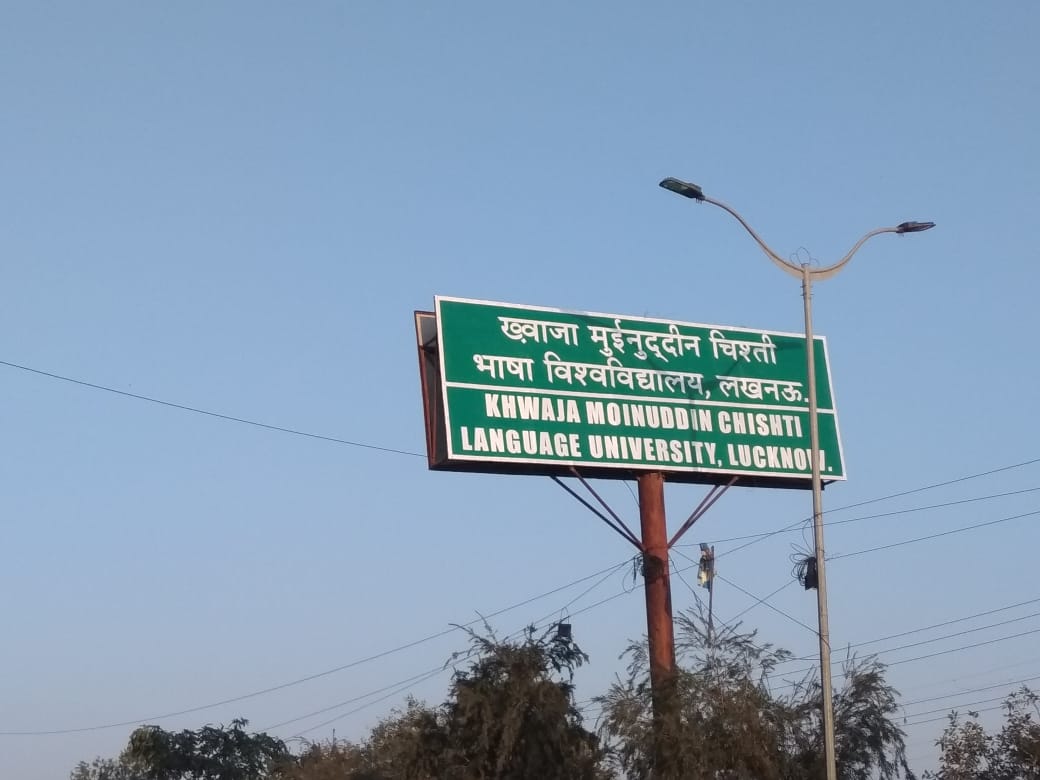 ख़्वाजा मुईनुद्दीन चिश्ती
भाषा विश्वविद्यालय, लखनऊ.
KHWAJA MOINUDDIN CHISHTI
LANGUAGE UNIVERSITY, LUCKNOW.